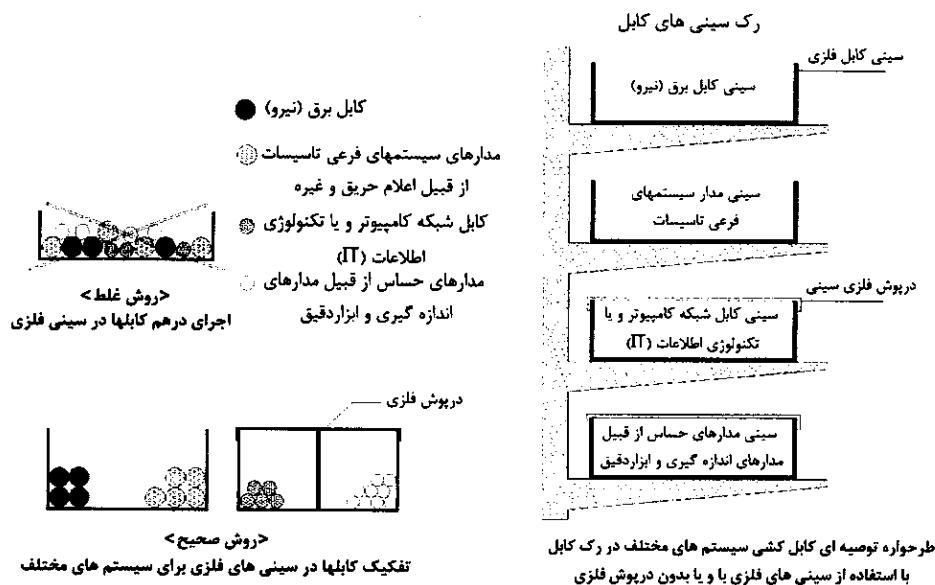 رک سینی های کابل
سینی کابل فلزی
سینی کابل برق (نیرو)
سینی مدار سیستمهای
فرعی تاسیسات
درپوش فلزی سینی
سینی کابل شبکه کامپیوتر و یا
تکنولوژی اطلاعات (IT)
سینی مدارهای حساس از قبیل
مدارهای اندازه گیری و ابزاردقیق
طرحواره توصیه ای کابل کشی سیستم های مختلف در رک کابل
با استفاده از سینی های فلزی با و یا بدون درپوش فلزی
کابل برق (نیرو)
مدارهای سیستمهای فرعی تاسیسات
از قبیل اعلام حریق و غیره
کابل شبکه کامپیوتر و یا تکنولوژی
اطلاعات (IT)
مدارهای حساس از قبیل مدارهای
اندازه گیری و ابزاردقیق
<روش غلط>
اجرای درهم کابلها در سینی فلزی
درپوش فلزی
<روش صحیح>
تفکیک کابلها در سینی های فلزی برای سیستم های مختلف